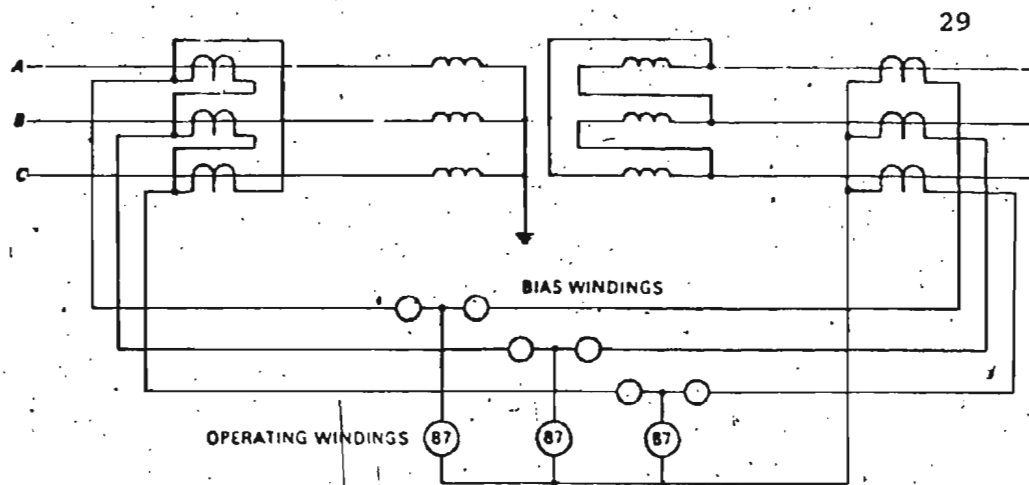 29
A
B
C
BIAS WINDINGS
OPERATING WINDINGS 87 87 87